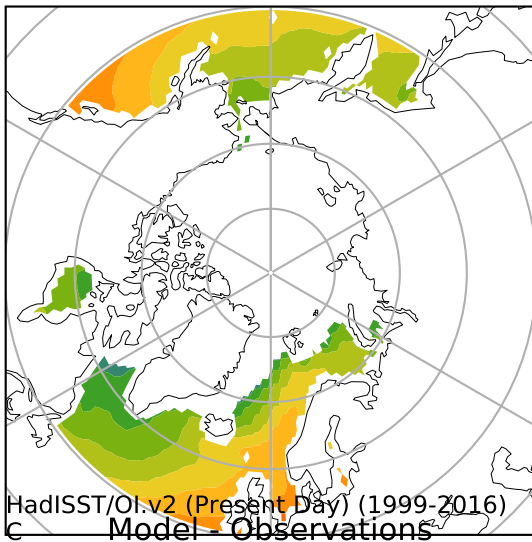 HadISST/OI.v2 (Present Day) (1999-2016)
C Model - Observations